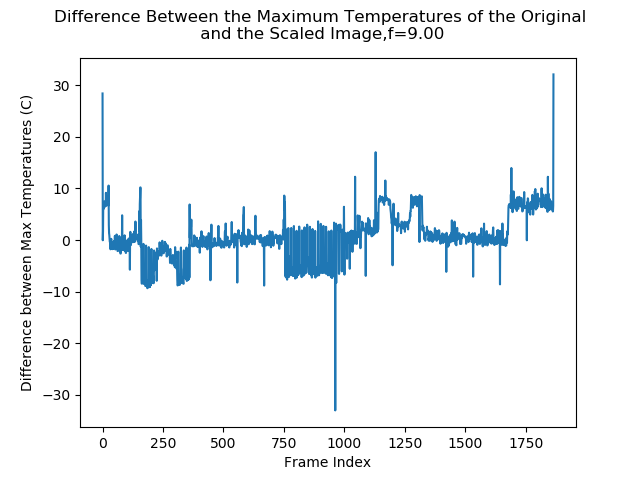 Difference Between the Maximum Temperatures of the Original
and the Scaled Image,f=9.00
Difference between Max Temperatures (C)
30
20
10
0
−10
−20
−30
0 250 500 750 1000 1250 1500 1750
Frame Index